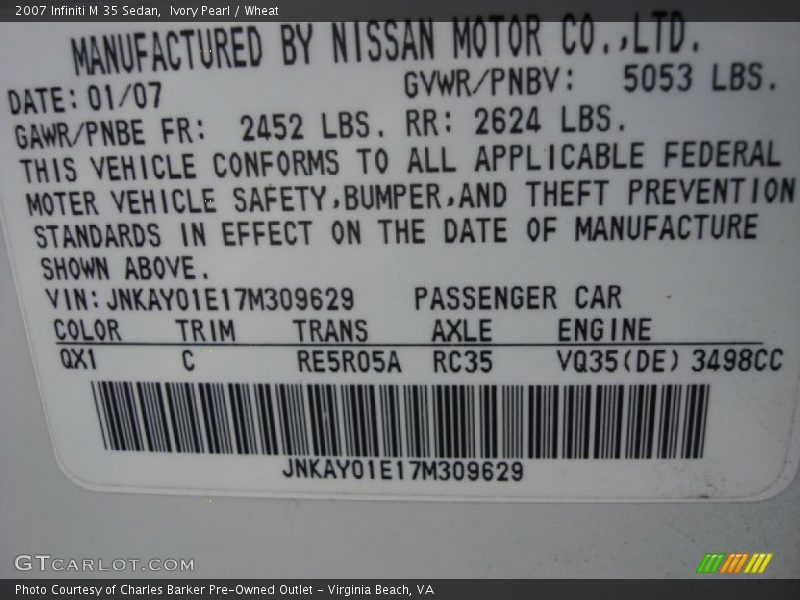 2007 Infiniti M 35 Sedan, Ivory Pearl / Wheat
MANUFACTURED BY NISSAN MOTOR CO.,LTD.
DATE: 01/07 GVWR/PNBV: 5053 LBS.
GAWR/PNBE FR: 2452 LBS. RR: 2624 LBS.
THIS VEHICLE CONFORMS TO ALL APPLICABLE FEDERAL
MOTER VEHICLE SAFETY,BUMPER,AND THEFT PREVENTION
STANDARDS IN EFFECT ON THE DATE OF MANUFACTURE
SHOWN ABOVE.
VIN: JNKAY01E17M309629 PASSENGER CAR
COLOR TRIM TRANS AXLE ENGINE
QX1 C RE5R05A RC35 VQ35(DE) 3498CC
JNKAY01E17M309629
GTCARLOT.COM
Photo Courtesy of Charles Barker Pre-Owned Outlet - Virginia Beach, VA